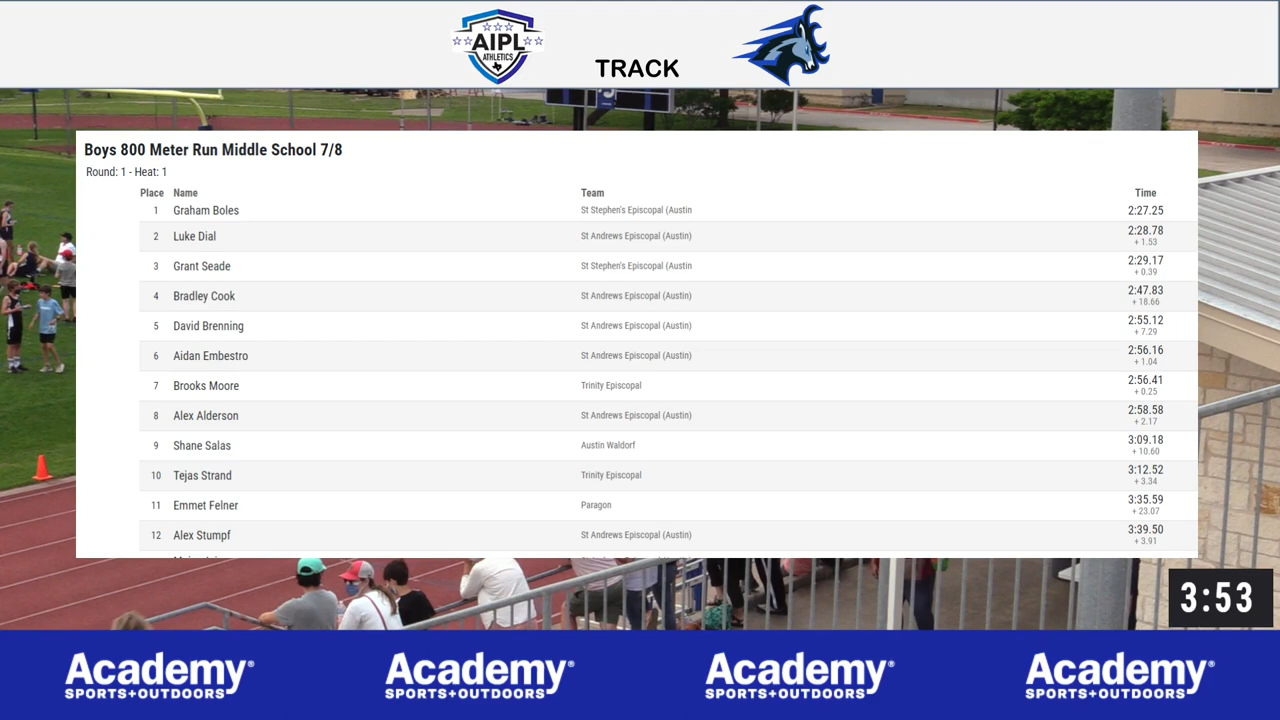 AIPL
ATHLETICS
TRACK
Boys 800 Meter Run Middle School 7/8
Round: 1 - Heat: 1
Place Name Team Time
1 Graham Boles St Stephen's Episcopal (Austin 2:27.25
2 Luke Dial St Andrews Episcopal (Austin) 2:28.78
+ 1.53
3 Grant Seade St Stephen's Episcopal (Austin 2:29.17
+ 0.39
4 Bradley Cook St Andrews Episcopal (Austin) 2:47.83
+ 18.66
5 David Brenning St Andrews Episcopal (Austin) 2:55.12
+ 7.29
6 Aidan Embestro St Andrews Episcopal (Austin) 2:56.16
+ 1.04
7 Brooks Moore Trinity Episcopal 2:56.41
+ 0.25
8 Alex Alderson St Andrews Episcopal (Austin) 2:58.58
+ 2.17
9 Shane Salas Austin Waldorf 3:09.18
+ 10.60
10 Tejas Strand Trinity Episcopal 3:12.52
+ 3.34
11 Emmet Felner Paragon 3:35.59
+ 23.07
12 Alex Stumpf St Andrews Episcopal (Austin) 3:39.50
+ 3.91
3:53
Academy® Academy® Academy® Academy®
SPORTS+OUTDOORS SPORTS+OUTDOORS SPORTS+OUTDOORS SPORTS+OUTDOORS